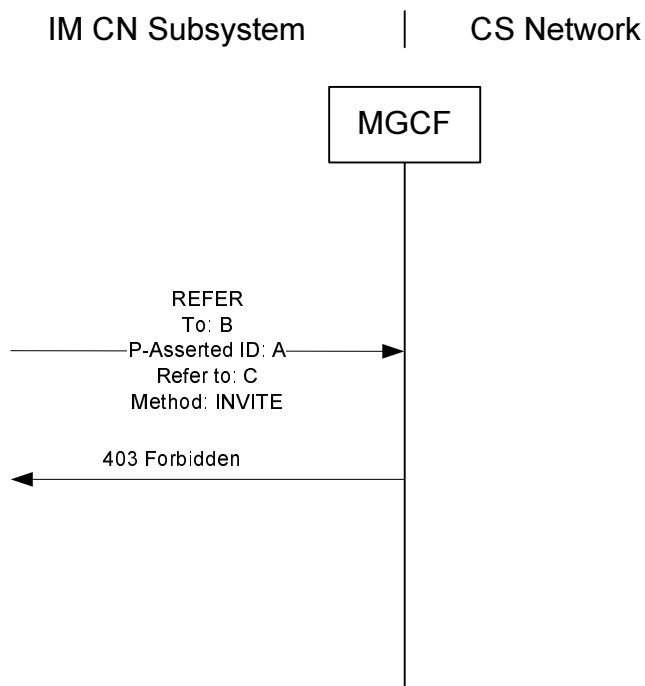 IM CN Subsystem | CS Network
MGCF
REFER
To: B
P-Asserted ID: A
Refer to: C
Method: INVITE
403 Forbidden